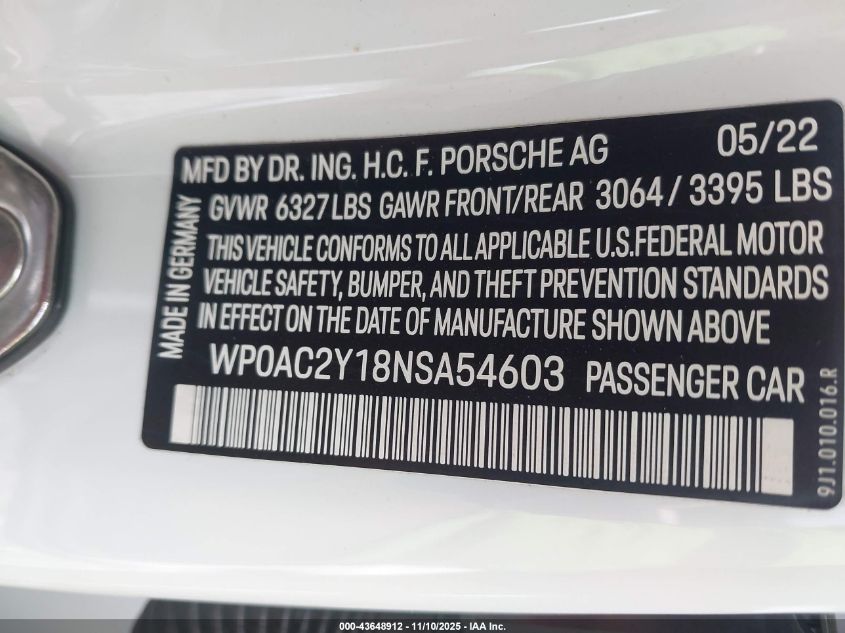 MFD BY DR. ING. H.C. F. PORSCHE AG 05/22
GVWR 6327 LBS GAWR FRONT/REAR 3064 / 3395 LBS
THIS VEHICLE CONFORMS TO ALL APPLICABLE U.S.FEDERAL MOTOR
VEHICLE SAFETY, BUMPER, AND THEFT PREVENTION STANDARDS
IN EFFECT ON THE DATE OF MANUFACTURE SHOWN ABOVE
MADE IN GERMANY
WP0AC2Y18NSA54603 PASSENGER CAR
9J1.010.016.R
000-43648912 - 11/10/2025 - IAA Inc.